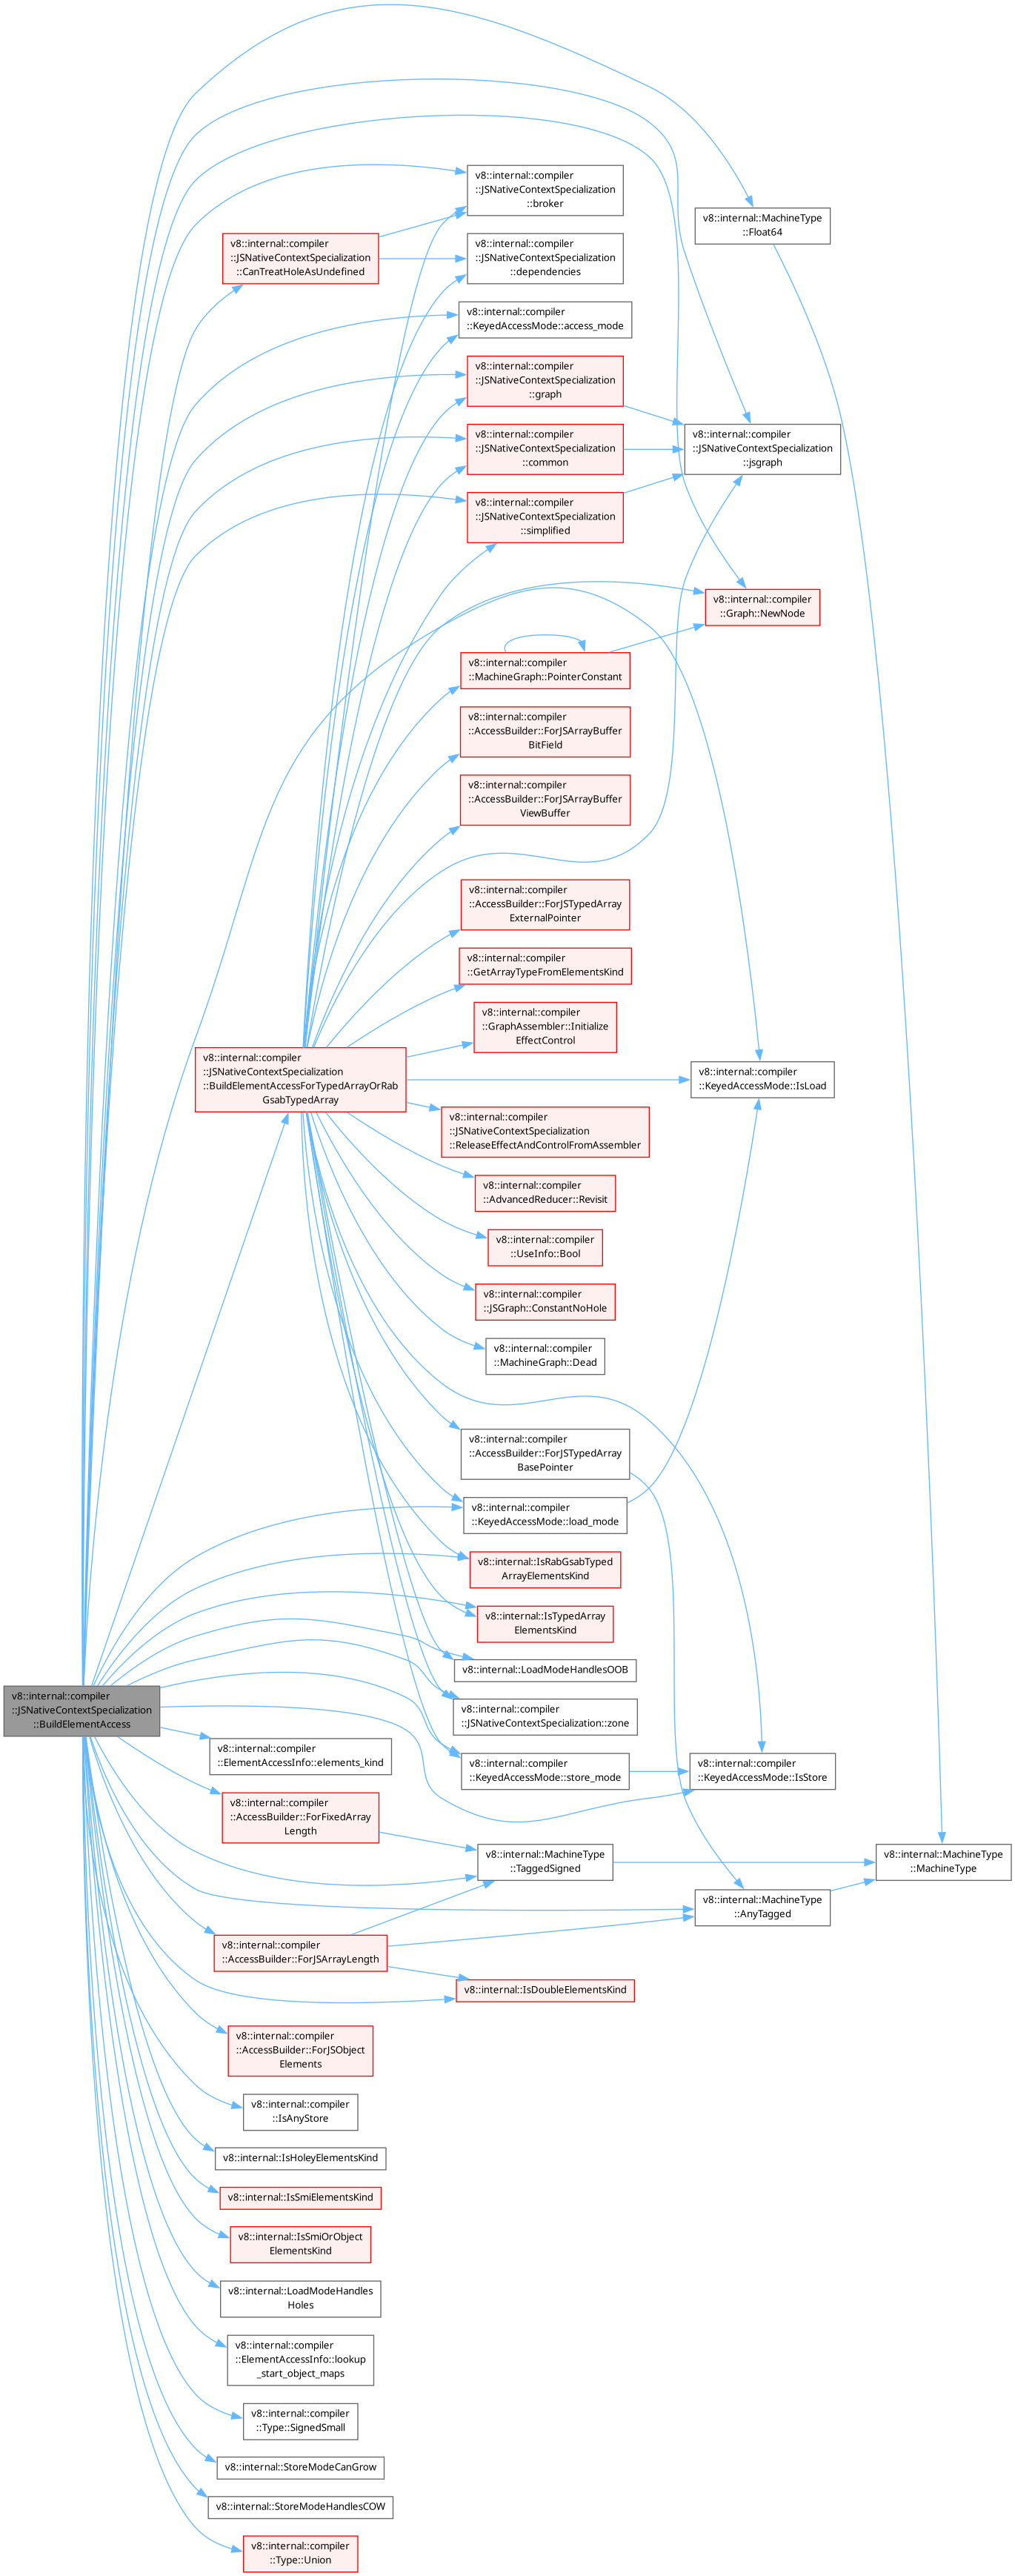 v8::internal::compiler
::JSNativeContextSpecialization
::broker
v8::internal::MachineType
::Float64
v8::internal::compiler
::JSNativeContextSpecialization
::CanTreatHoleAsUndefined
v8::internal::compiler
::JSNativeContextSpecialization
::dependencies
v8::internal::compiler
::KeyedAccessMode::access_mode
v8::internal::compiler
::JSNativeContextSpecialization
::graph
v8::internal::compiler
::JSNativeContextSpecialization
::common
v8::internal::compiler
::JSNativeContextSpecialization
::jsgraph
v8::internal::compiler
::JSNativeContextSpecialization
::simplified
v8::internal::compiler
::Graph::NewNode
v8::internal::compiler
::MachineGraph::PointerConstant
v8::internal::compiler
::AccessBuilder::ForJSArrayBuffer
BitField
v8::internal::compiler
::AccessBuilder::ForJSArrayBuffer
ViewBuffer
v8::internal::compiler
::AccessBuilder::ForJSTypedArray
ExternalPointer
v8::internal::compiler
::GetArrayTypeFromElementsKind
v8::internal::compiler
::GraphAssembler::Initialize
EffectControl
v8::internal::compiler
::JSNativeContextSpecialization
::BuildElementAccessForTypedArrayOrRab
GsabTypedArray
v8::internal::compiler
::KeyedAccessMode::IsLoad
v8::internal::compiler
::JSNativeContextSpecialization
::ReleaseEffectAndControlFromAssembler
v8::internal::compiler
::AdvancedReducer::Revisit
v8::internal::compiler
::UseInfo::Bool
v8::internal::compiler
::JSGraph::ConstantNoHole
v8::internal::compiler
::MachineGraph::Dead
v8::internal::compiler
::AccessBuilder::ForJSTypedArray
BasePointer
v8::internal::compiler
::KeyedAccessMode::load_mode
v8::internal::IsRabGsabTyped
ArrayElementsKind
v8::internal::IsTypedArray
ElementsKind
v8::internal::LoadModeHandlesOOB
v8::internal::compiler
::JSNativeContextSpecialization
::BuildElementAccess
v8::internal::compiler
::JSNativeContextSpecialization::zone
v8::internal::compiler
::ElementAccessInfo::elements_kind
v8::internal::compiler
::KeyedAccessMode::store_mode
v8::internal::compiler
::KeyedAccessMode::IsStore
v8::internal::compiler
::AccessBuilder::ForFixedArray
Length
v8::internal::MachineType
::TaggedSigned
v8::internal::MachineType
::MachineType
v8::internal::MachineType
::AnyTagged
v8::internal::compiler
::AccessBuilder::ForJSArrayLength
v8::internal::IsDoubleElementsKind
v8::internal::compiler
::AccessBuilder::ForJSObject
Elements
v8::internal::compiler
::IsAnyStore
v8::internal::IsHoleyElementsKind
v8::internal::IsSmiElementsKind
v8::internal::IsSmiOrObject
ElementsKind
v8::internal::LoadModeHandles
Holes
v8::internal::compiler
::ElementAccessInfo::lookup
_start_object_maps
v8::internal::compiler
::Type::SignedSmall
v8::internal::StoreModeCanGrow
v8::internal::StoreModeHandlesCOW
v8::internal::compiler
::Type::Union